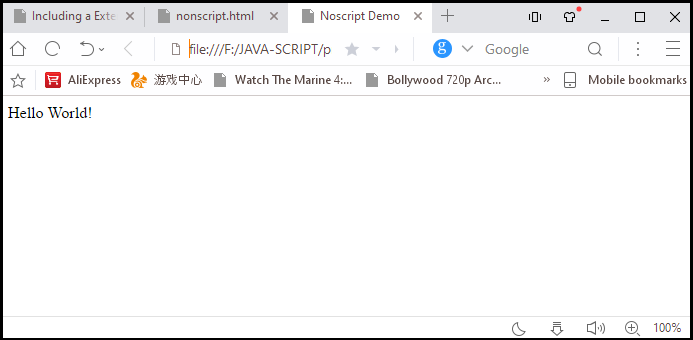 Including a Exte
nonscript.html
Noscript Demo
file:///F:/JAVA-SCRIPT/p
g
Google
AliExpress
游戏中心
Watch The Marine 4:...
Bollywood 720p Arc...
»
Mobile bookmarks
Hello World!
100%